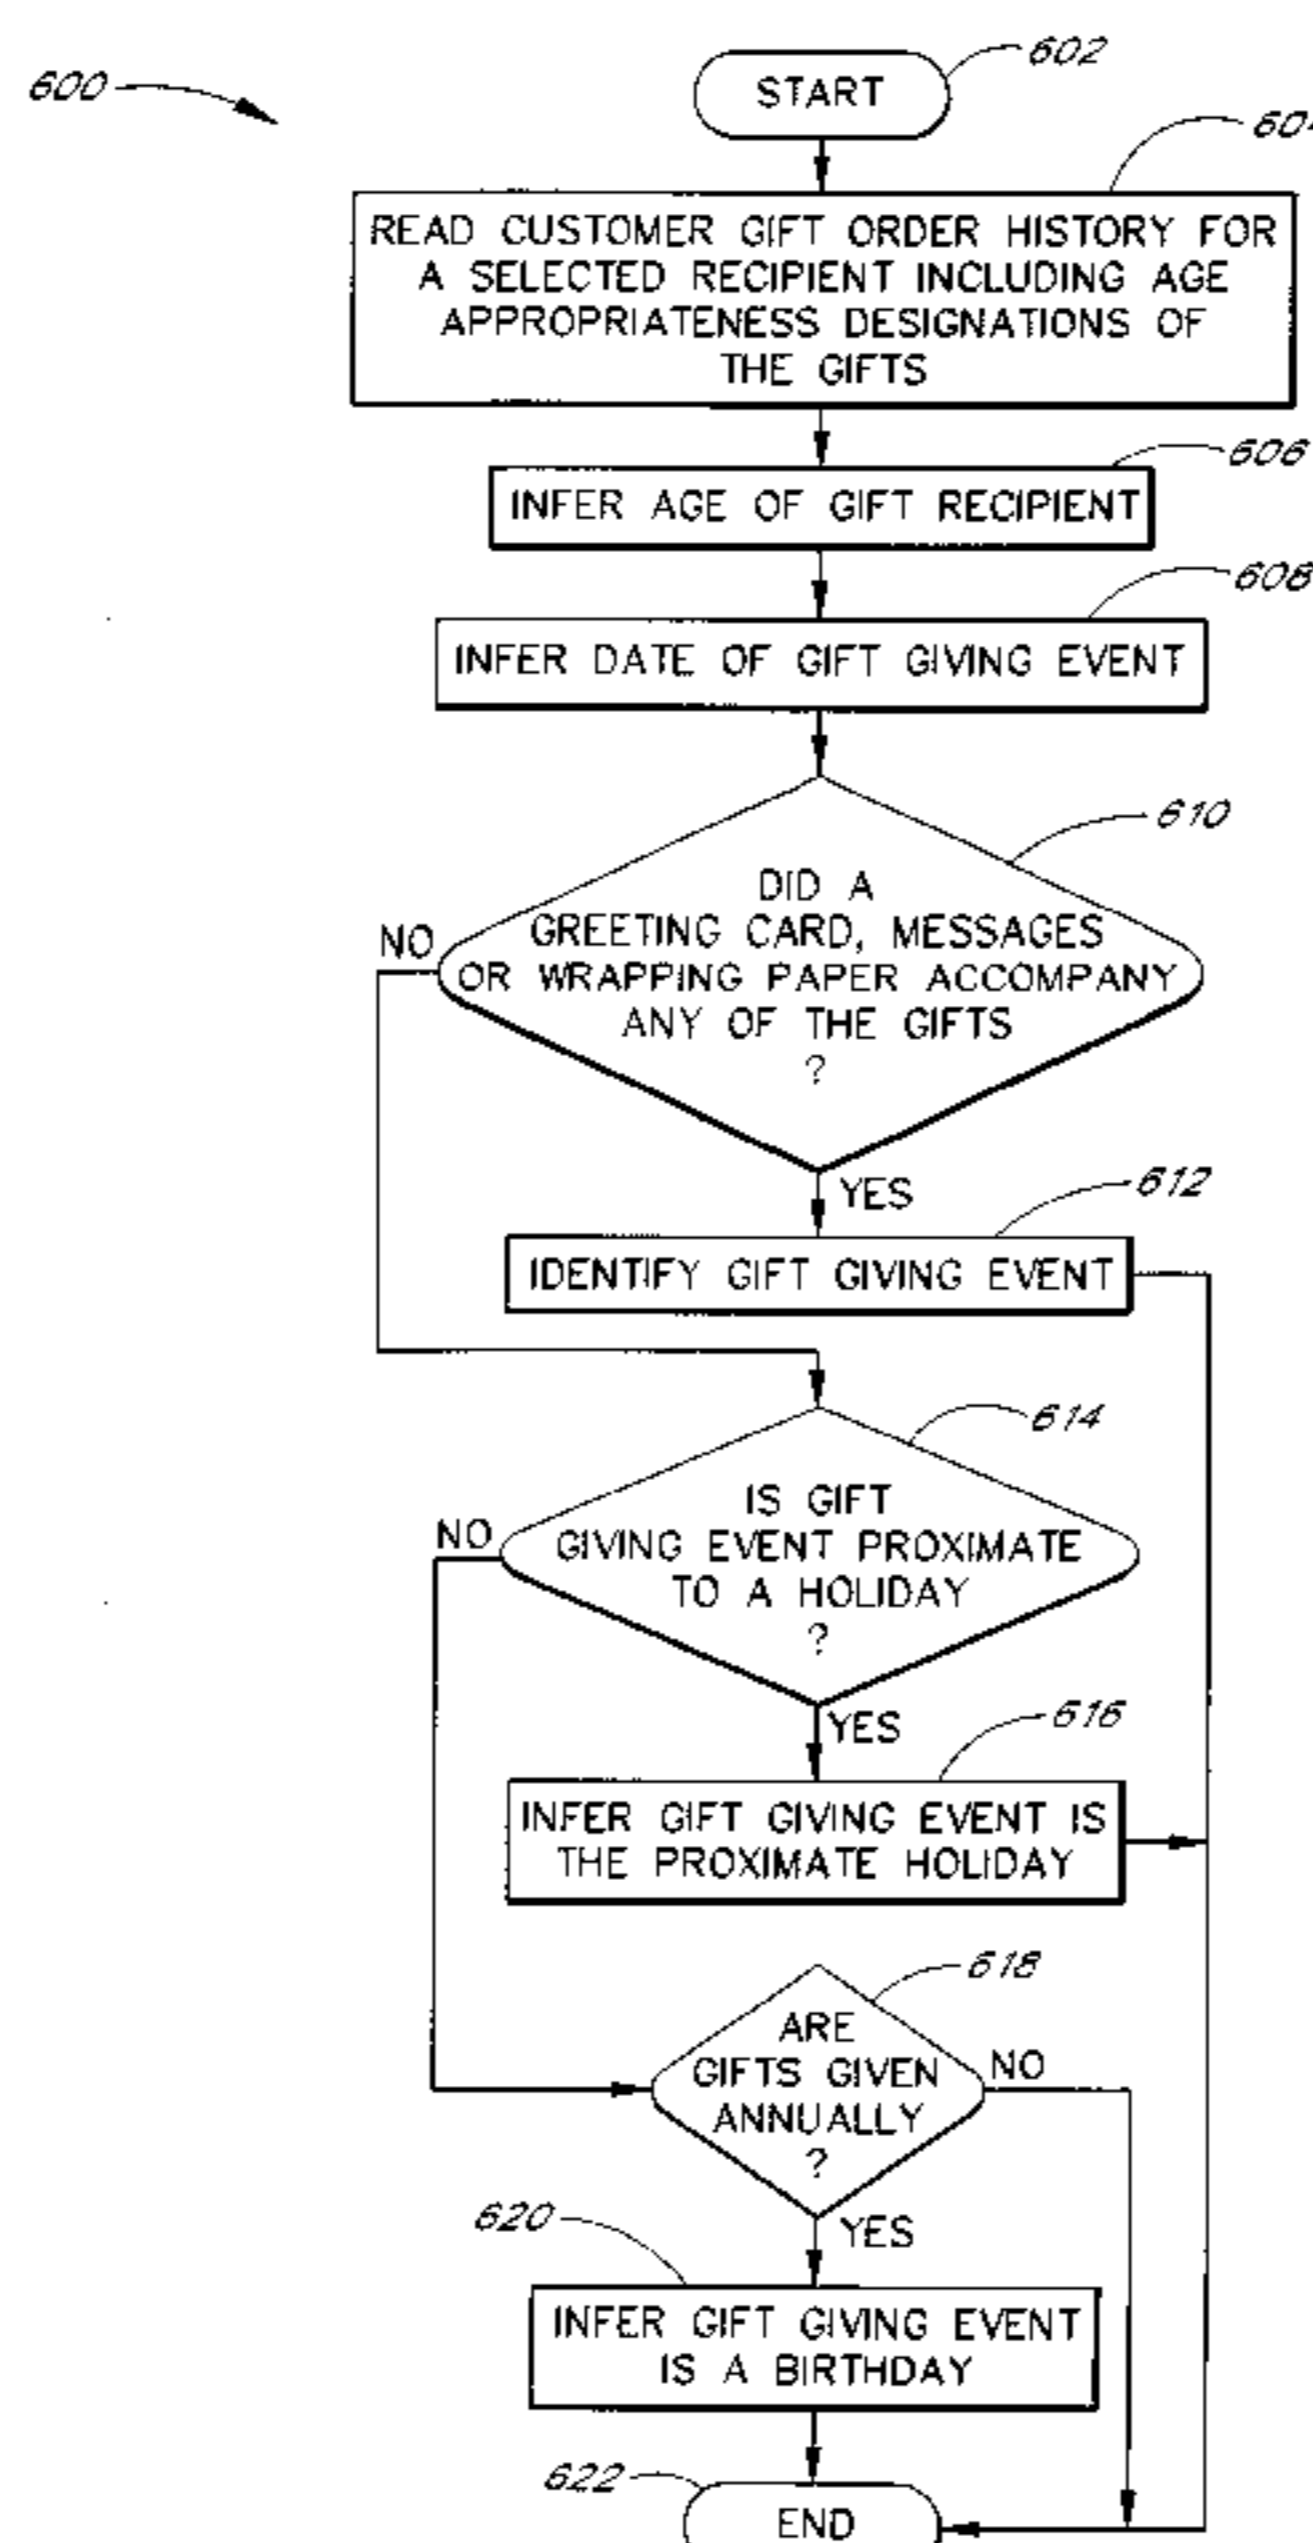 600
602
START
READ CUSTOMER GIFT ORDER HISTORY FOR
A SELECTED RECIPIENT INCLUDING AGE
APPROPRIATENESS DESIGNATIONS OF
THE GIFTS
606
INFER AGE OF GIFT RECIPIENT
608
INFER DATE OF GIFT GIVING EVENT
610
DID A
GREETING CARD, MESSAGES
OR WRAPPING PAPER ACCOMPANY
ANY OF THE GIFTS
?
NO
YES
612
IDENTIFY GIFT GIVING EVENT
614
IS GIFT
GIVING EVENT PROXIMATE
TO A HOLIDAY
?
NO
YES
616
INFER GIFT GIVING EVENT IS
THE PROXIMATE HOLIDAY
618
ARE
GIFTS GIVEN
ANNUALLY
?
NO
YES
620
INFER GIFT GIVING EVENT
IS A BIRTHDAY
622
END